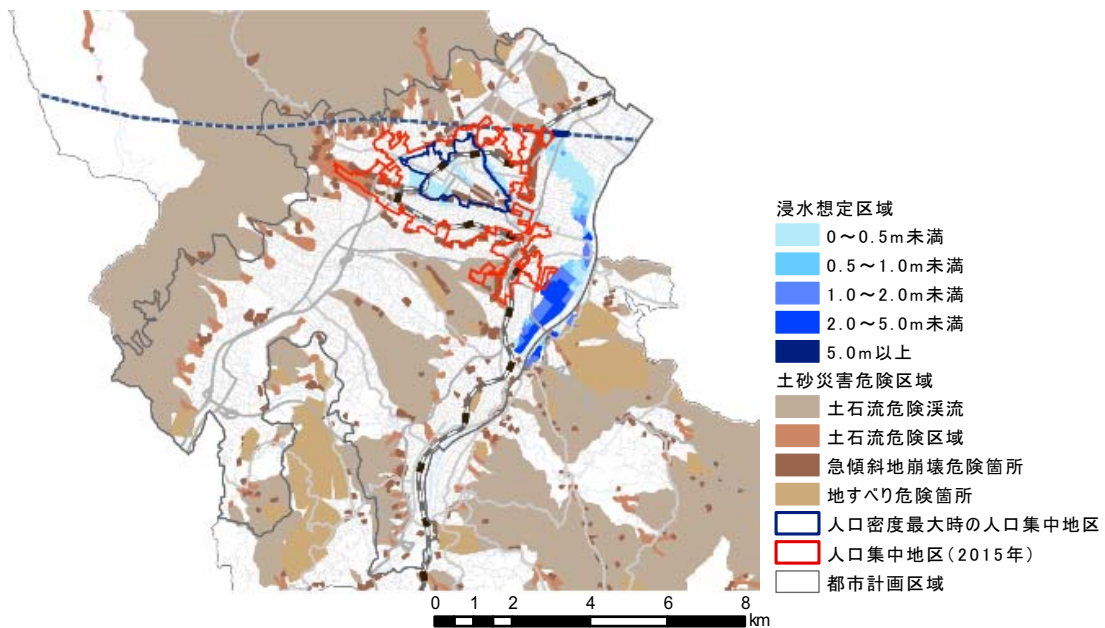 浸水想定区域
0～0.5m未満
0.5～1.0m未満
1.0～2.0m未満
2.0～5.0m未満
5.0m以上
土砂災害危険区域
土石流危険渓流
土石流危険区域
急傾斜地崩壊危険箇所
地すべり危険箇所
人口密度最大時の人口集中地区
人口集中地区(2015年)
都市計画区域
0 1 2 4 6 8
km